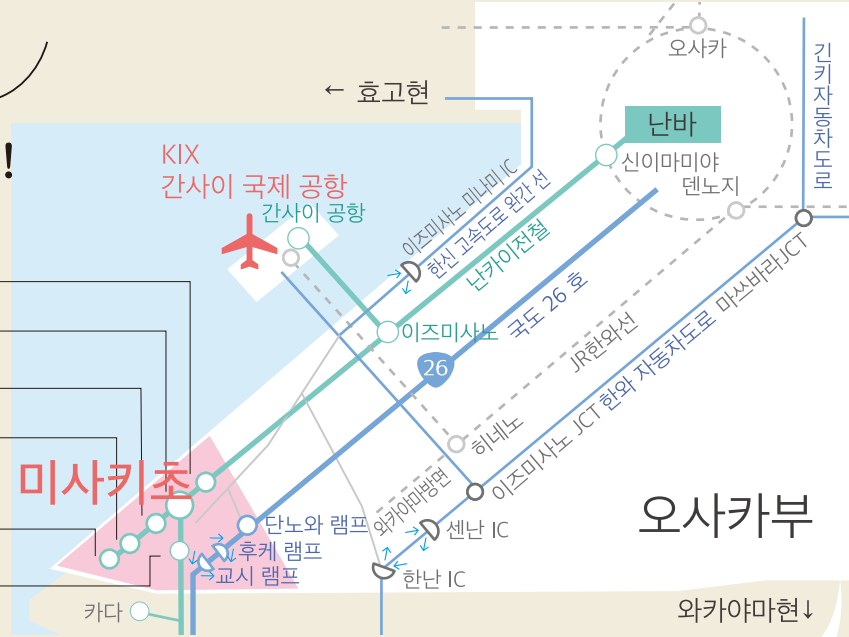 오사카
← 효고현
긴키자동차도로
난바
!
KIX
간사이 국제 공항
신이마미야
덴노지
간사이 공항
이즈미사노 미나미 IC
한신 고속도로 완간 선
난카이전철
이즈미사노
국도 26 호
26
JR한와선
마쓰바라JCT
한와 자동차도로
이즈미사노 JCT
히네노
미사키초
와카야마방면
오사카부
단노와 램프
센난 IC
후케 램프
교시 램프
한난 IC
카다
와카야마현↓